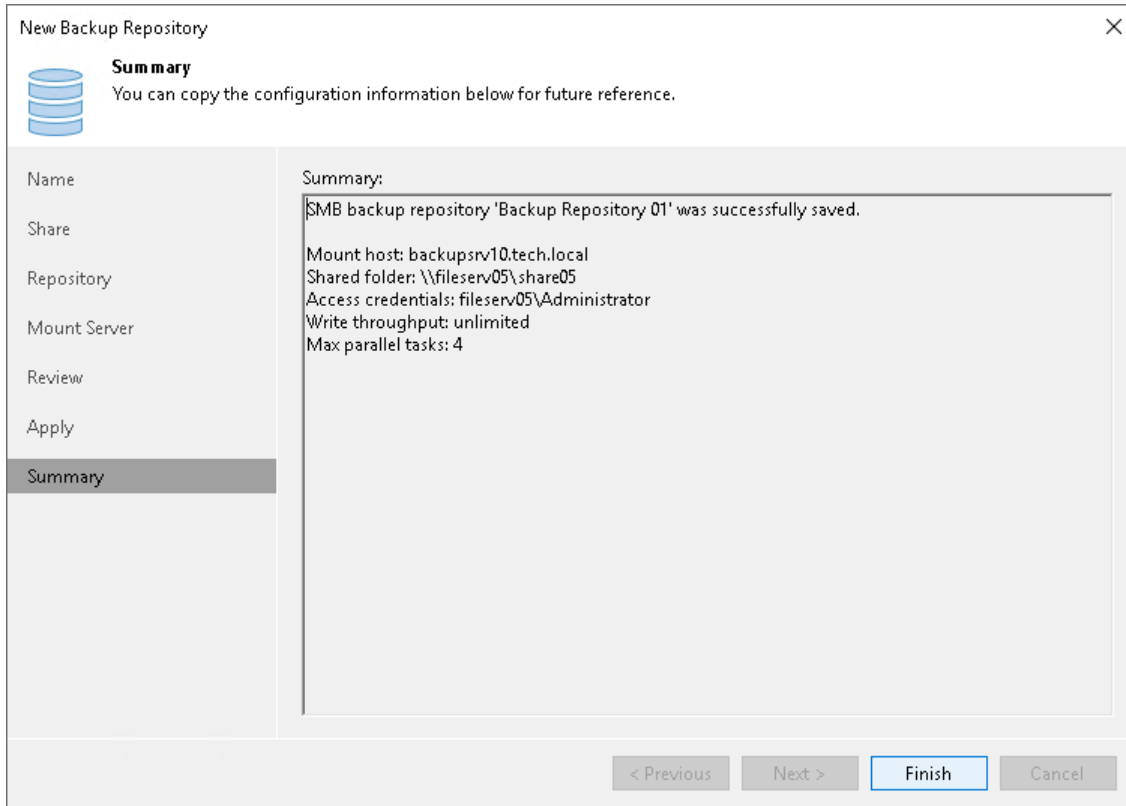 New Backup Repository
Summary
You can copy the configuration information below for future reference.
Name
Share
Repository
Mount Server
Review
Apply
Summary
Summary:
SMB backup repository 'Backup Repository 01' was successfully saved.
Mount host: backupsrv10.tech.local
Shared folder: \\fileserv05\share05
Access credentials: fileserv05\Administrator
Write throughput: unlimited
Max parallel tasks: 4
< Previous
Next >
Finish
Cancel